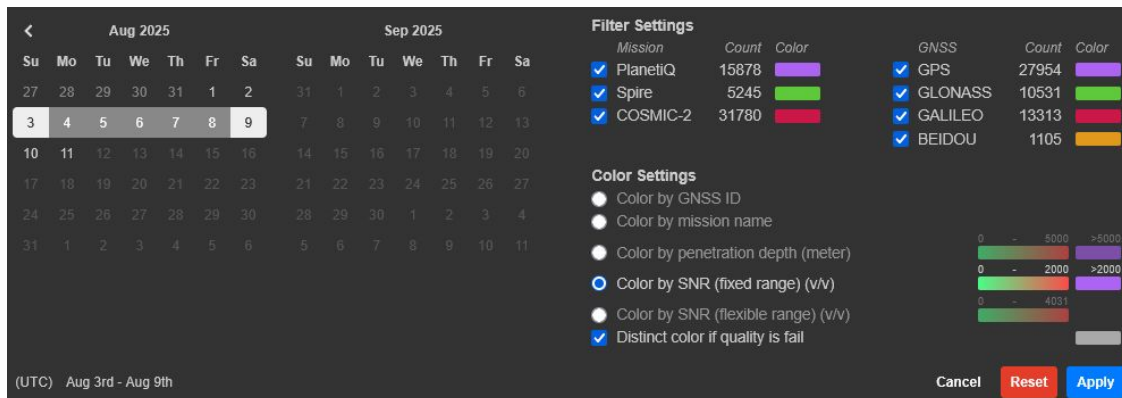 Aug 2025
Su Mo Tu We Th Fr Sa
27 28 29 30 31 1 2
3 4 5 6 7 8 9
10 11 12 13 14 15 16
17 18 19 20 21 22 23
24 25 26 27 28 29 30
31 1 2 3 4 5 6
Sep 2025
Su Mo Tu We Th Fr Sa
31 1 2 3 4 5 6
7 8 9 10 11 12 13
14 15 16 17 18 19 20
21 22 23 24 25 26 27
28 29 30 1 2 3 4
5 6 7 8 9 10 11
(UTC) Aug 3rd - Aug 9th
Filter Settings
Mission Count Color
PlanetiQ 15878
Spire 5245
COSMIC-2 31780
GNSS Count Color
GPS 27954
GLONASS 10531
GALILEO 13313
BEIDOU 1105
Color Settings
Color by GNSS ID
Color by mission name
Color by penetration depth (meter) 0 - 5000 >5000
Color by SNR (fixed range) (v/v) 0 - 2000 >2000
Color by SNR (flexible range) (v/v) 0 - 4031
Distinct color if quality is fail
Cancel Reset Apply